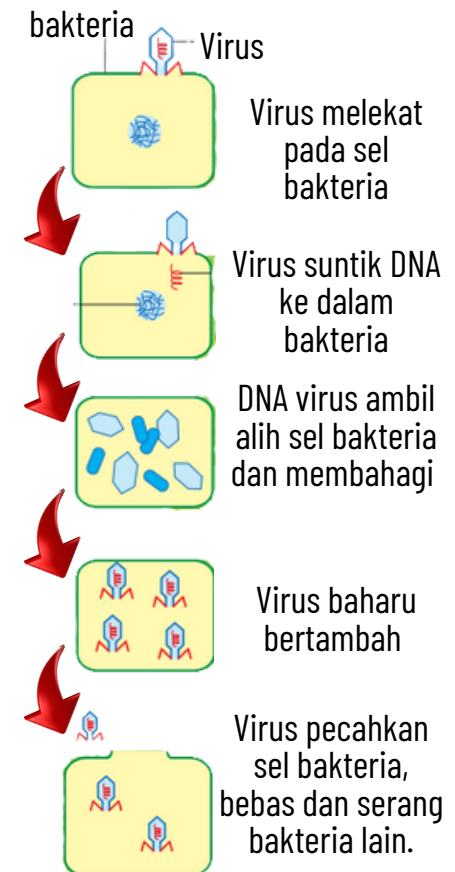 bakteria
Virus
Virus melekat
pada sel
bakteria
Virus suntik DNA
ke dalam
bakteria
DNA virus ambil
alih sel bakteria
dan membahagi
Virus baharu
bertambah
Virus pecahkan
sel bakteria,
bebas dan serang
bakteria lain.